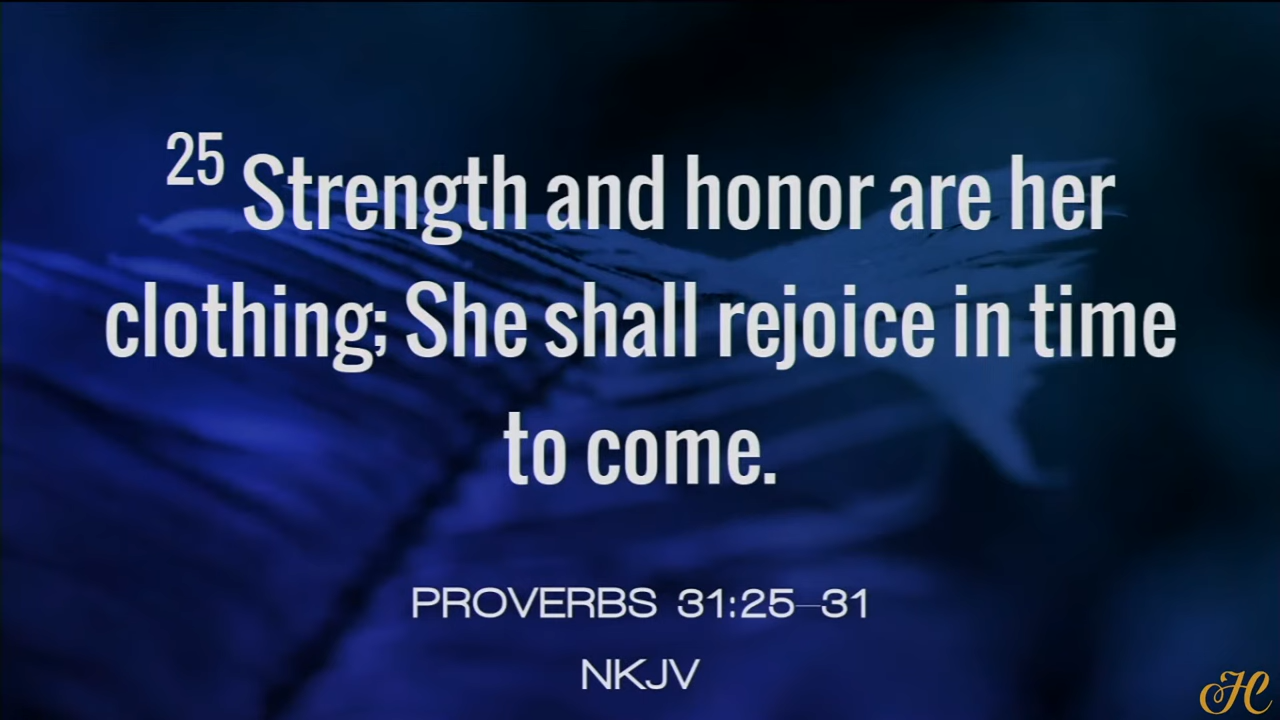 25 Strength and honor are her
clothing; She shall rejoice in time
to come.
PROVERBS 31:25–31
NKJV
HC